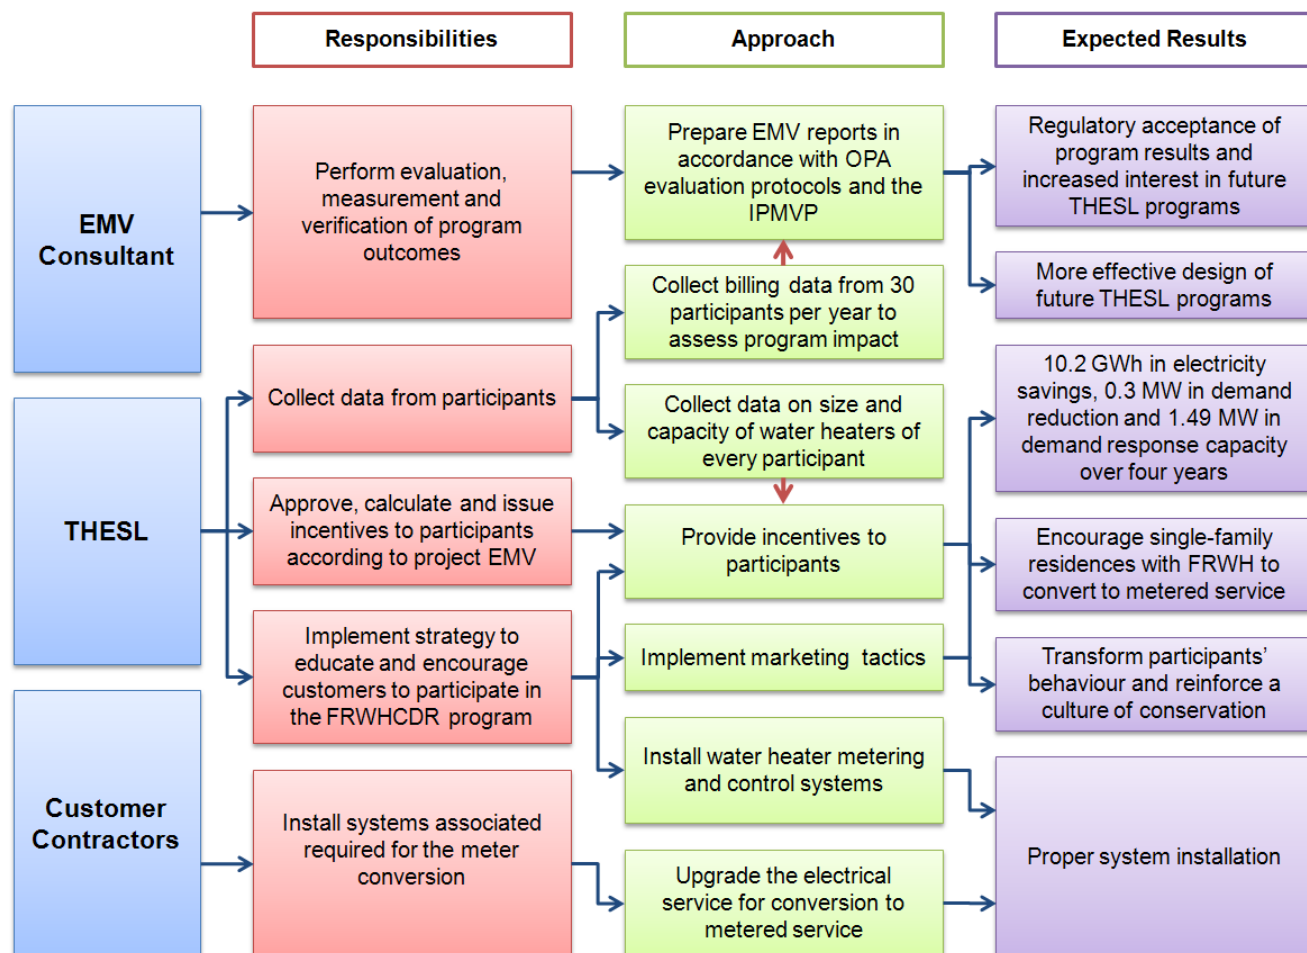 Responsibilities
Approach
Expected Results
EMV
Consultant
Perform evaluation,
measurement and
verification of program
outcomes
Prepare EMV reports in
accordance with OPA
evaluation protocols and the
IPMVP
Regulatory acceptance of
program results and
increased interest in future
THESL programs
More effective design of
future THESL programs
Collect billing data from 30
participants per year to
assess program impact
THESL
Collect data from participants
Collect data on size and
capacity of water heaters of
every participant
10.2 GWh in electricity
savings, 0.3 MW in demand
reduction and 1.49 MW in
demand response capacity
over four years
Approve, calculate and issue
incentives to participants
according to project EMV
Provide incentives to
participants
Encourage single-family
residences with FRWH to
convert to metered service
Implement strategy to
educate and encourage
customers to participate in
the FRWHCDR program
Implement marketing tactics
Transform participants'
behaviour and reinforce a
culture of conservation
Install water heater metering
and control systems
Customer
Contractors
Install systems associated
required for the meter
conversion
Upgrade the electrical
service for conversion to
metered service
Proper system installation